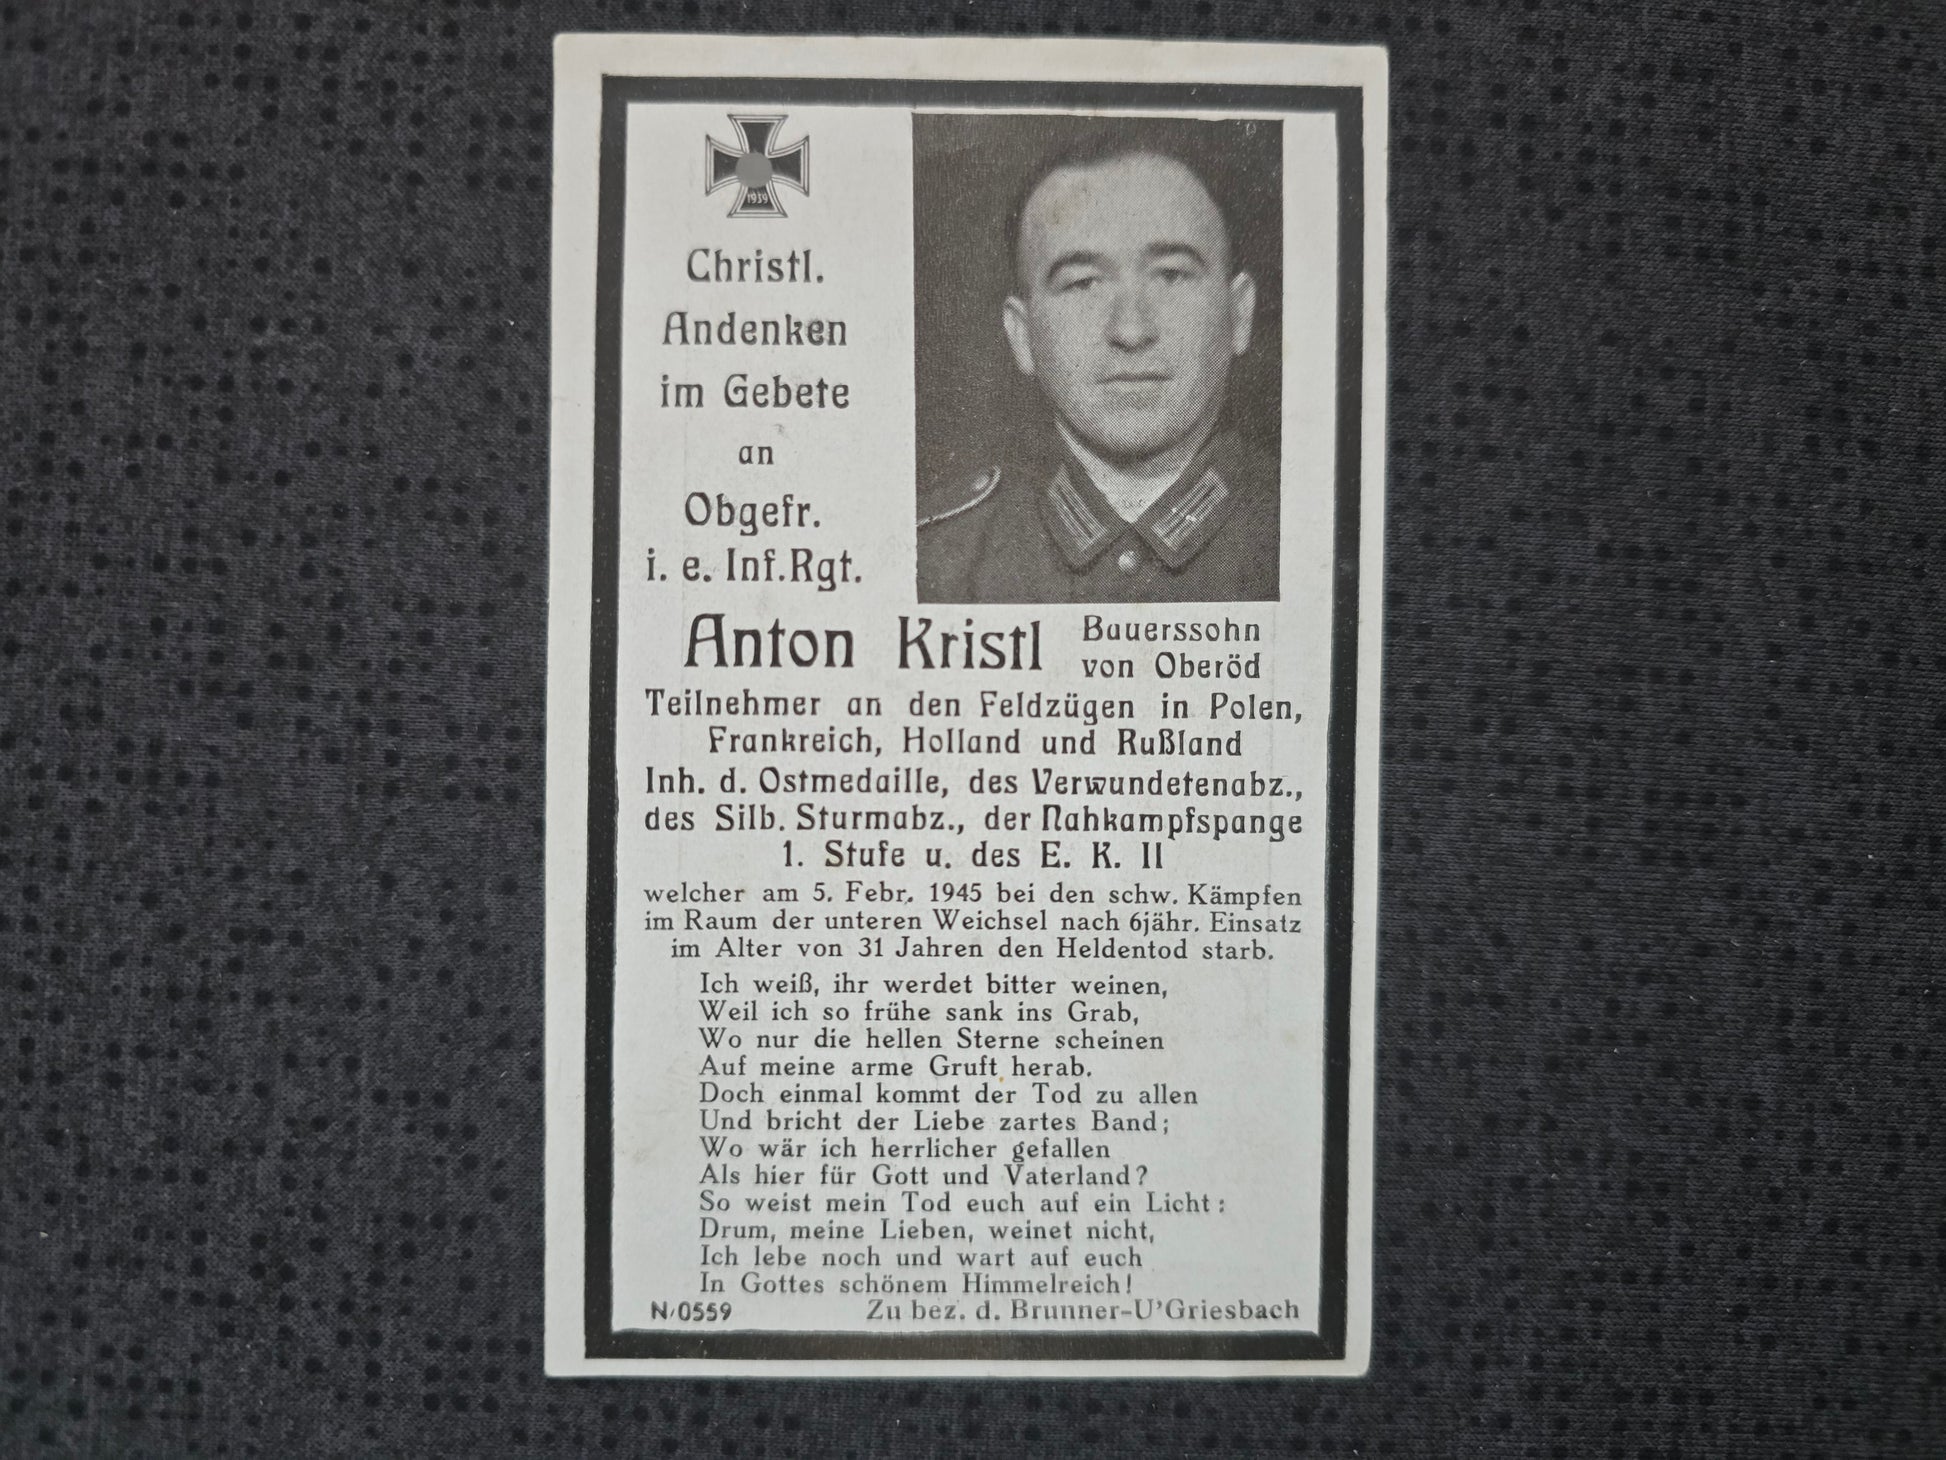 1939
Christl.
Andenken
im Gebete
an
Obgefr.
i. e. Inf.Rgt.
Anton Kristl
Bauerssohn
von Oberöd
Teilnehmer an den Feldzügen in Polen,
Frankreich, Holland und Rußland
Inh. d. Ostmedaille, des Verwundetenabz.,
des Silb. Sturmabz., der Nahkampfspange
1. Stufe u. des E. K. II
welcher am 5. Febr. 1945 bei den schw. Kämpfen
im Raum der unteren Weichsel nach 6jähr. Einsatz
im Alter von 31 Jahren den Heldentod starb.
Ich weiß, ihr werdet bitter weinen,
Weil ich so frühe sank ins Grab,
Wo nur die hellen Sterne scheinen
Auf meine arme Gruft herab.
Doch einmal kommt der Tod zu allen
Und bricht der Liebe zartes Band;
Wo wär ich herrlicher gefallen
Als hier für Gott und Vaterland?
So weist mein Tod euch auf ein Licht:
Drum, meine Lieben, weinet nicht,
Ich lebe noch und wart auf euch
In Gottes schönem Himmelreich!
N/0559 Zu bez. d. Brunner-U'Griesbach